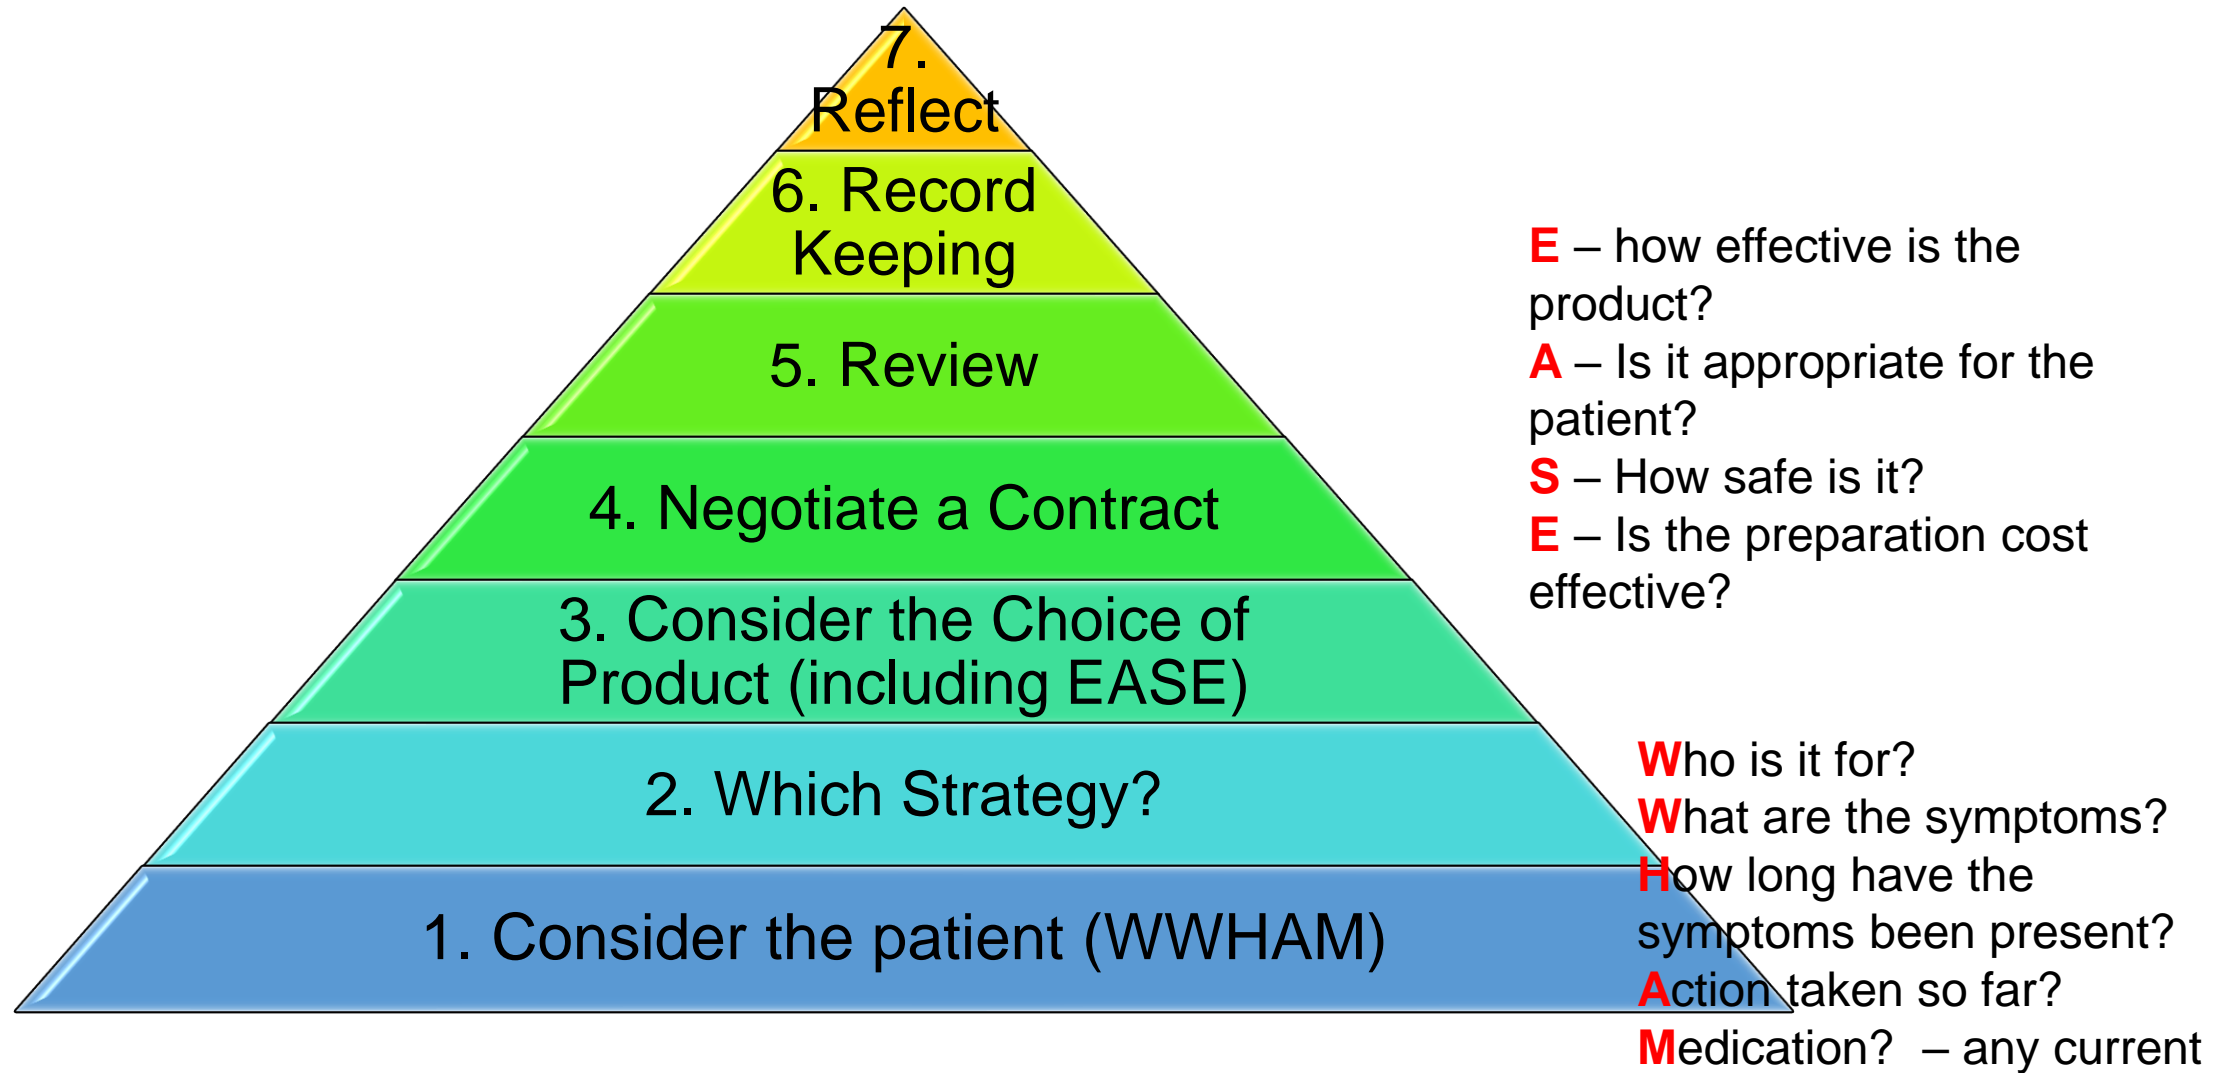 7.
Reflect
6. Record
Keeping
5. Review
4. Negotiate a Contract
3. Consider the Choice of
Product (including EASE)
2. Which Strategy?
1. Consider the patient (WWHAM)
E – how effective is the
product?
A – Is it appropriate for the
patient?
S – How safe is it?
E – Is the preparation cost
effective?
Who is it for?
What are the symptoms?
How long have the
symptoms been present?
Action taken so far?
Medication? – any current